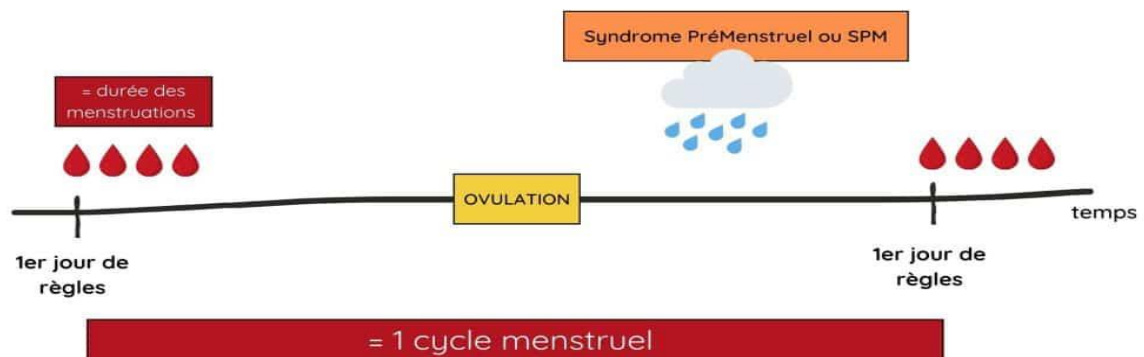 Syndrome PréMenstruel ou SPM
= durée des
menstruations
OVULATION
temps
1er jour de
règles
1er jour de
règles
= 1 cycle menstruel